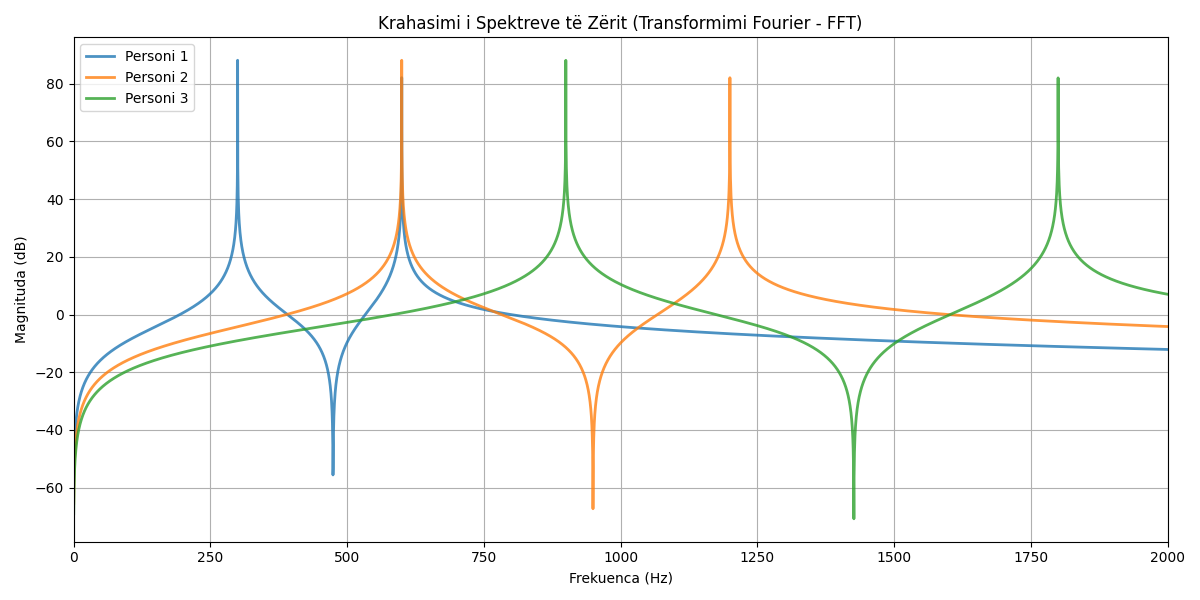 Krahasimi i Spektreve të Zërit (Transformimi Fourier - FFT)
Personi 1
Personi 2
Personi 3
Magnituda (dB)
80
60
40
20
0
−20
−40
−60
0 250 500 750 1000 1250 1500 1750 2000
Frekuenca (Hz)